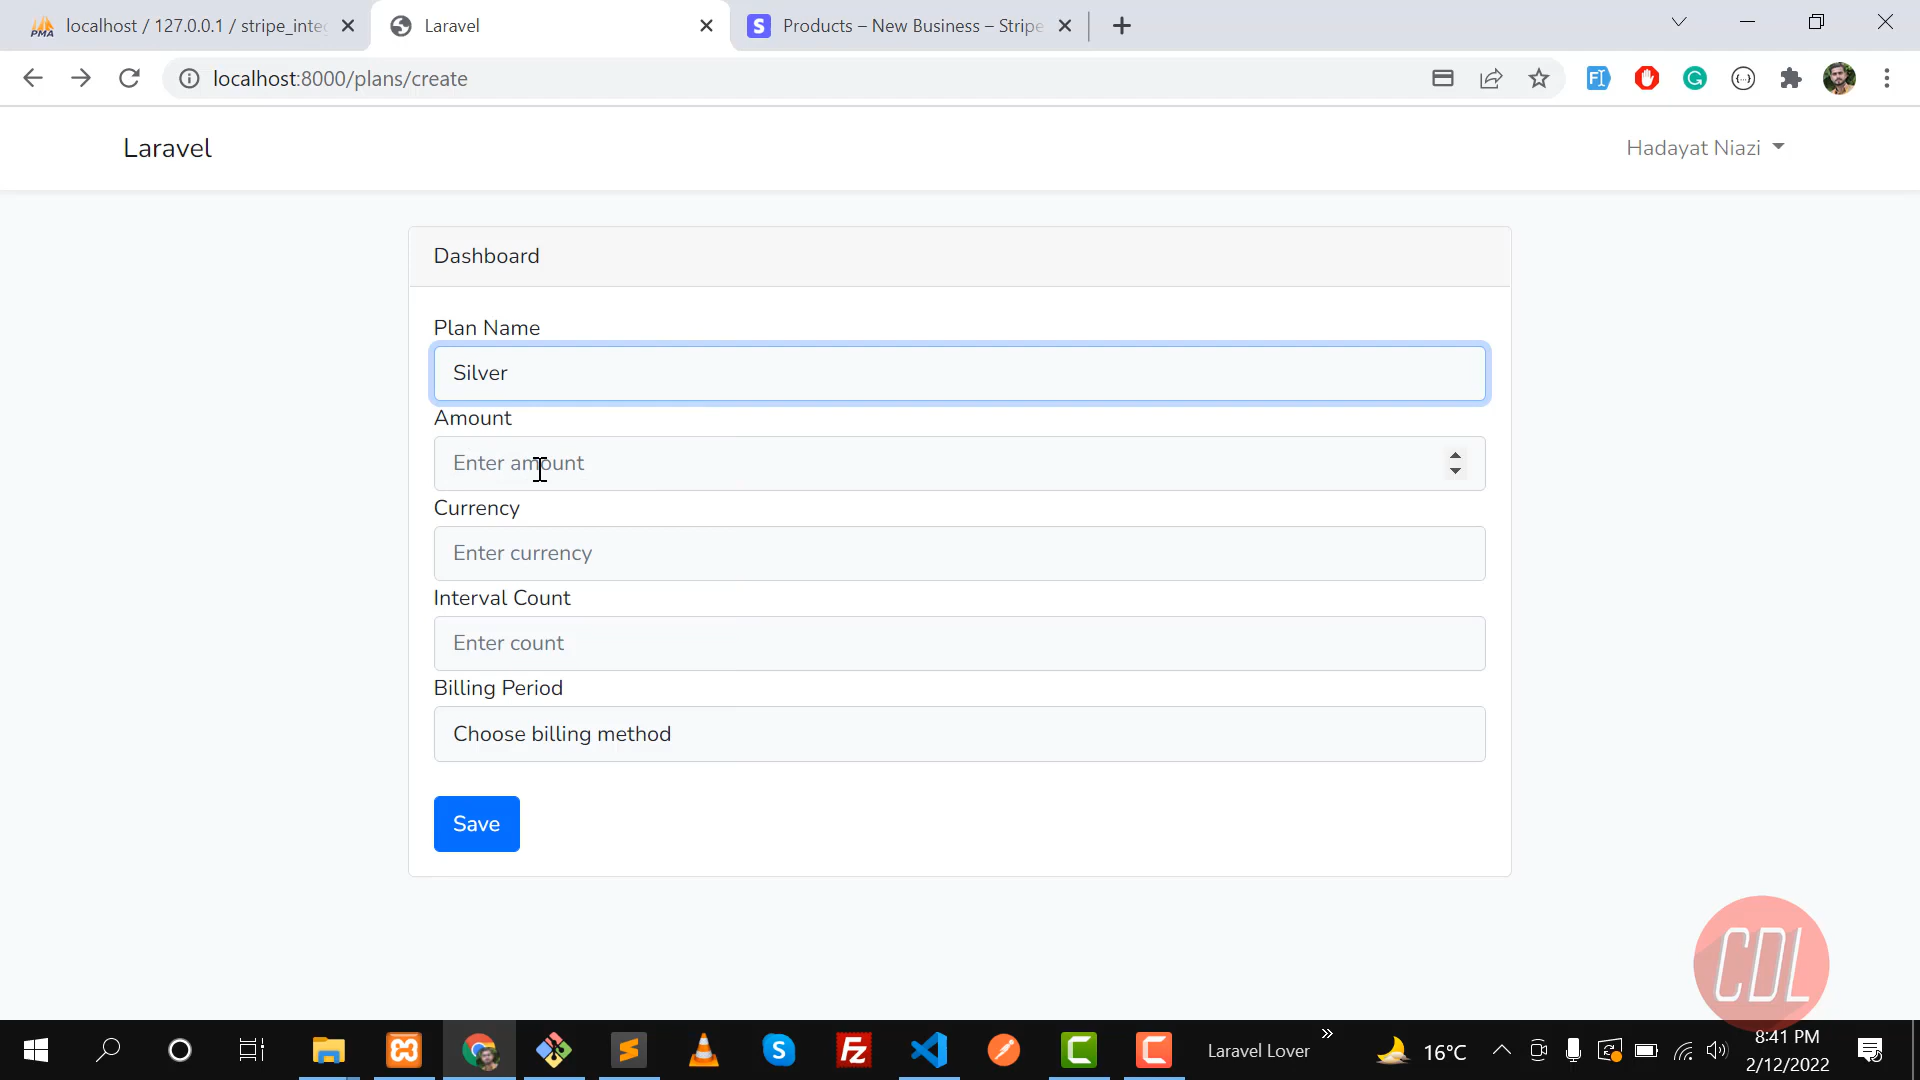 localhost / 127.0.0.1 / stripe_inte
Laravel
Products – New Business – Stripe
localhost:8000/plans/create
Laravel
Hadayat Niazi
Dashboard
Plan Name
Silver
Amount
Enter amount
Currency
Enter currency
Interval Count
Enter count
Billing Period
Choose billing method
Save
CDL
Laravel Lover
16°C
8:41 PM
2/12/2022